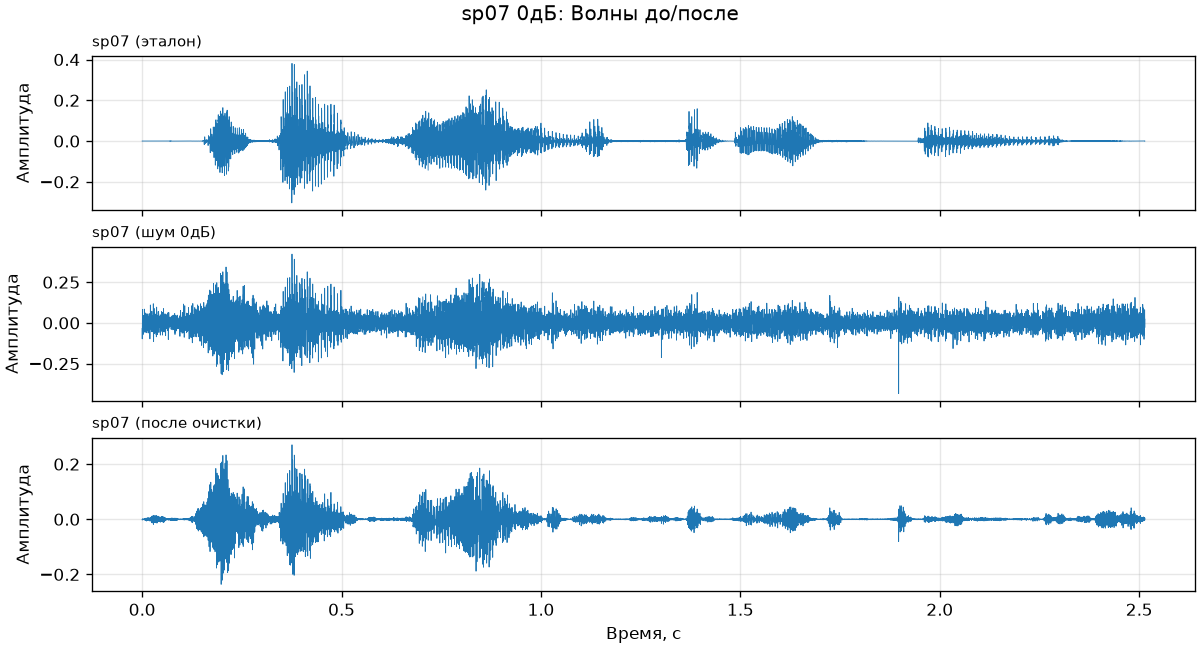 sp07 0дБ: Волны до/после
sp07 (эталон)
Амплитуда
0.4
0.2
0.0
−0.2
sp07 (шум 0дБ)
Амплитуда
0.25
0.00
−0.25
sp07 (после очистки)
Амплитуда
0.2
0.0
−0.2
0.0 0.5 1.0 1.5 2.0 2.5
Время, с